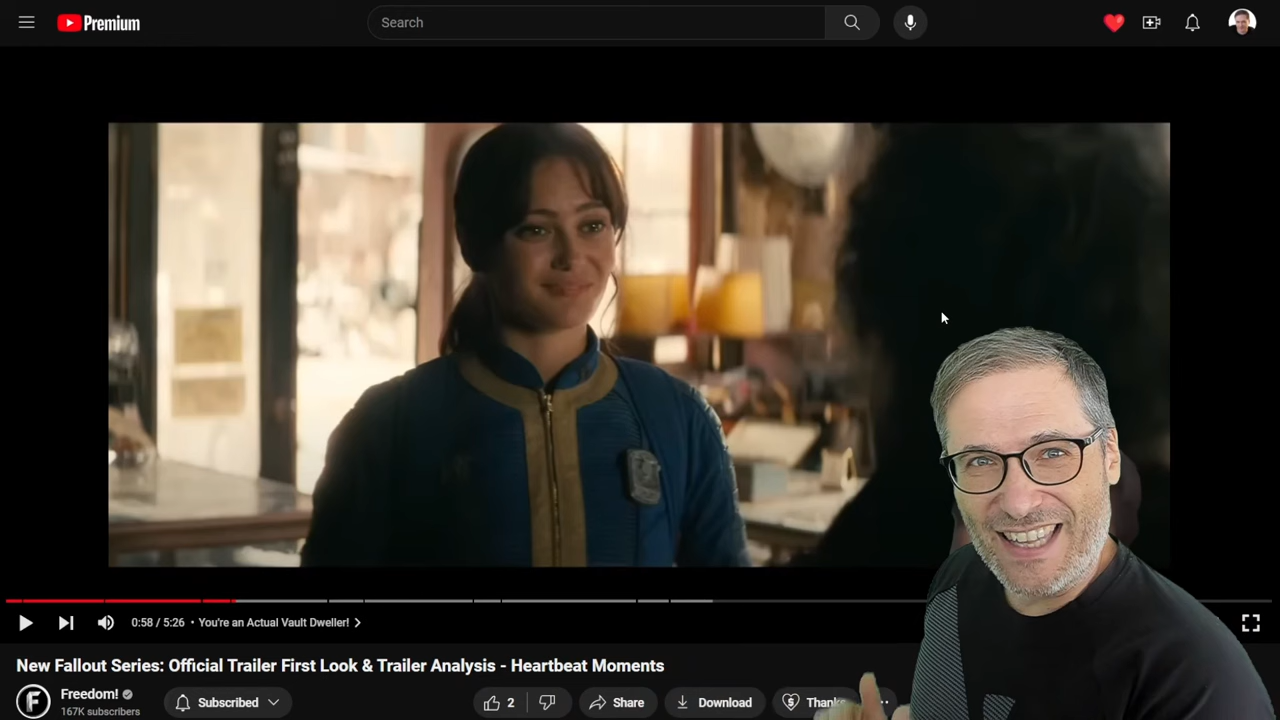 Premium
Search
0:58 / 5:26 • You're an Actual Vault Dweller!
New Fallout Series: Official Trailer First Look & Trailer Analysis - Heartbeat Moments
F
Freedom!
167K subscribers
Subscribed
2
Share
Download
Thank